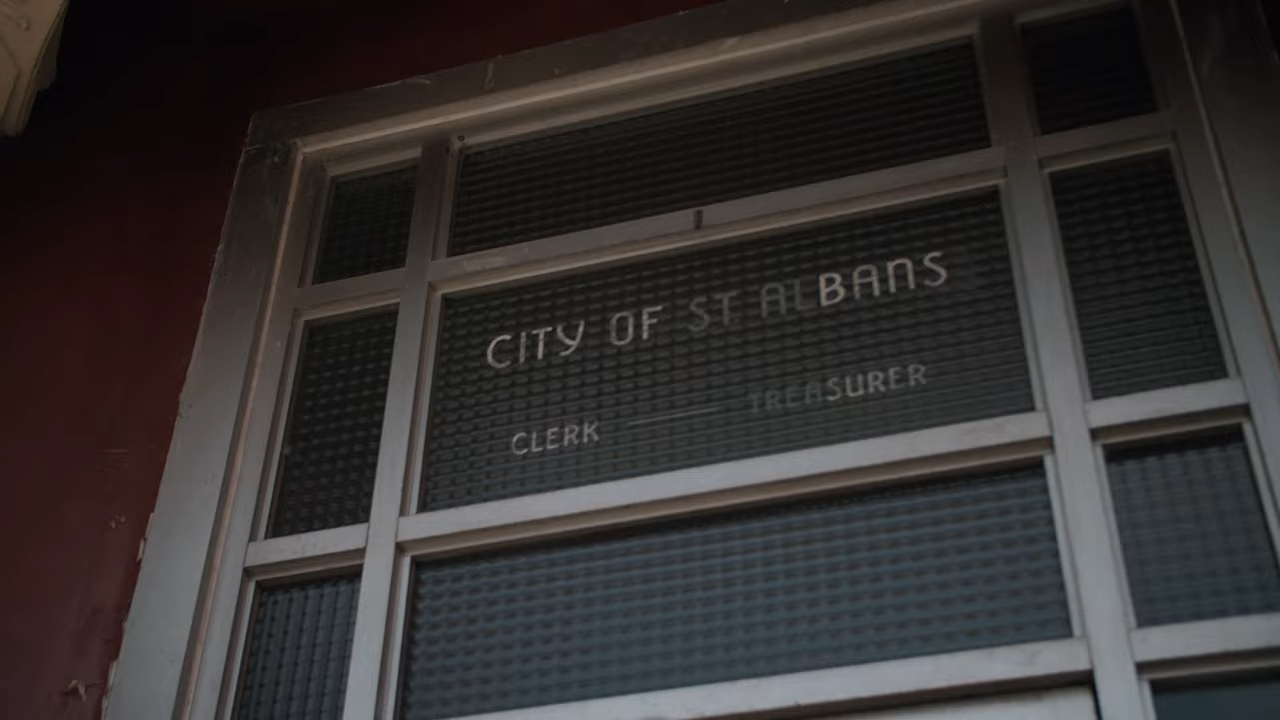 CITY OF ST ALBANS
CLERK — TREASURER